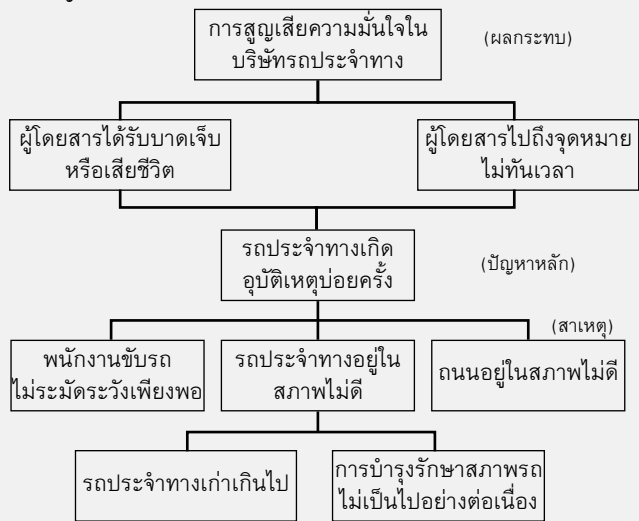 การสูญเสียความมั่นใจใน
บริษัทรถประจำทาง
(ผลกระทบ)
ผู้โดยสารได้รับบาดเจ็บ
หรือเสียชีวิต
ผู้โดยสารไปถึงจุดหมาย
ไม่ทันเวลา
รถประจำทางเกิด
อุบัติเหตุบ่อยครั้ง
(ปัญหาหลัก)
(สาเหตุ)
พนักงานขับรถ
ไม่ระมัดระวังเพียงพอ
รถประจำทางอยู่ใน
สภาพไม่ดี
ถนนอยู่ในสภาพไม่ดี
รถประจำทางเก่าเกินไป
การบำรุงรักษาสภาพรถ
ไม่เป็นไปอย่างต่อเนื่อง